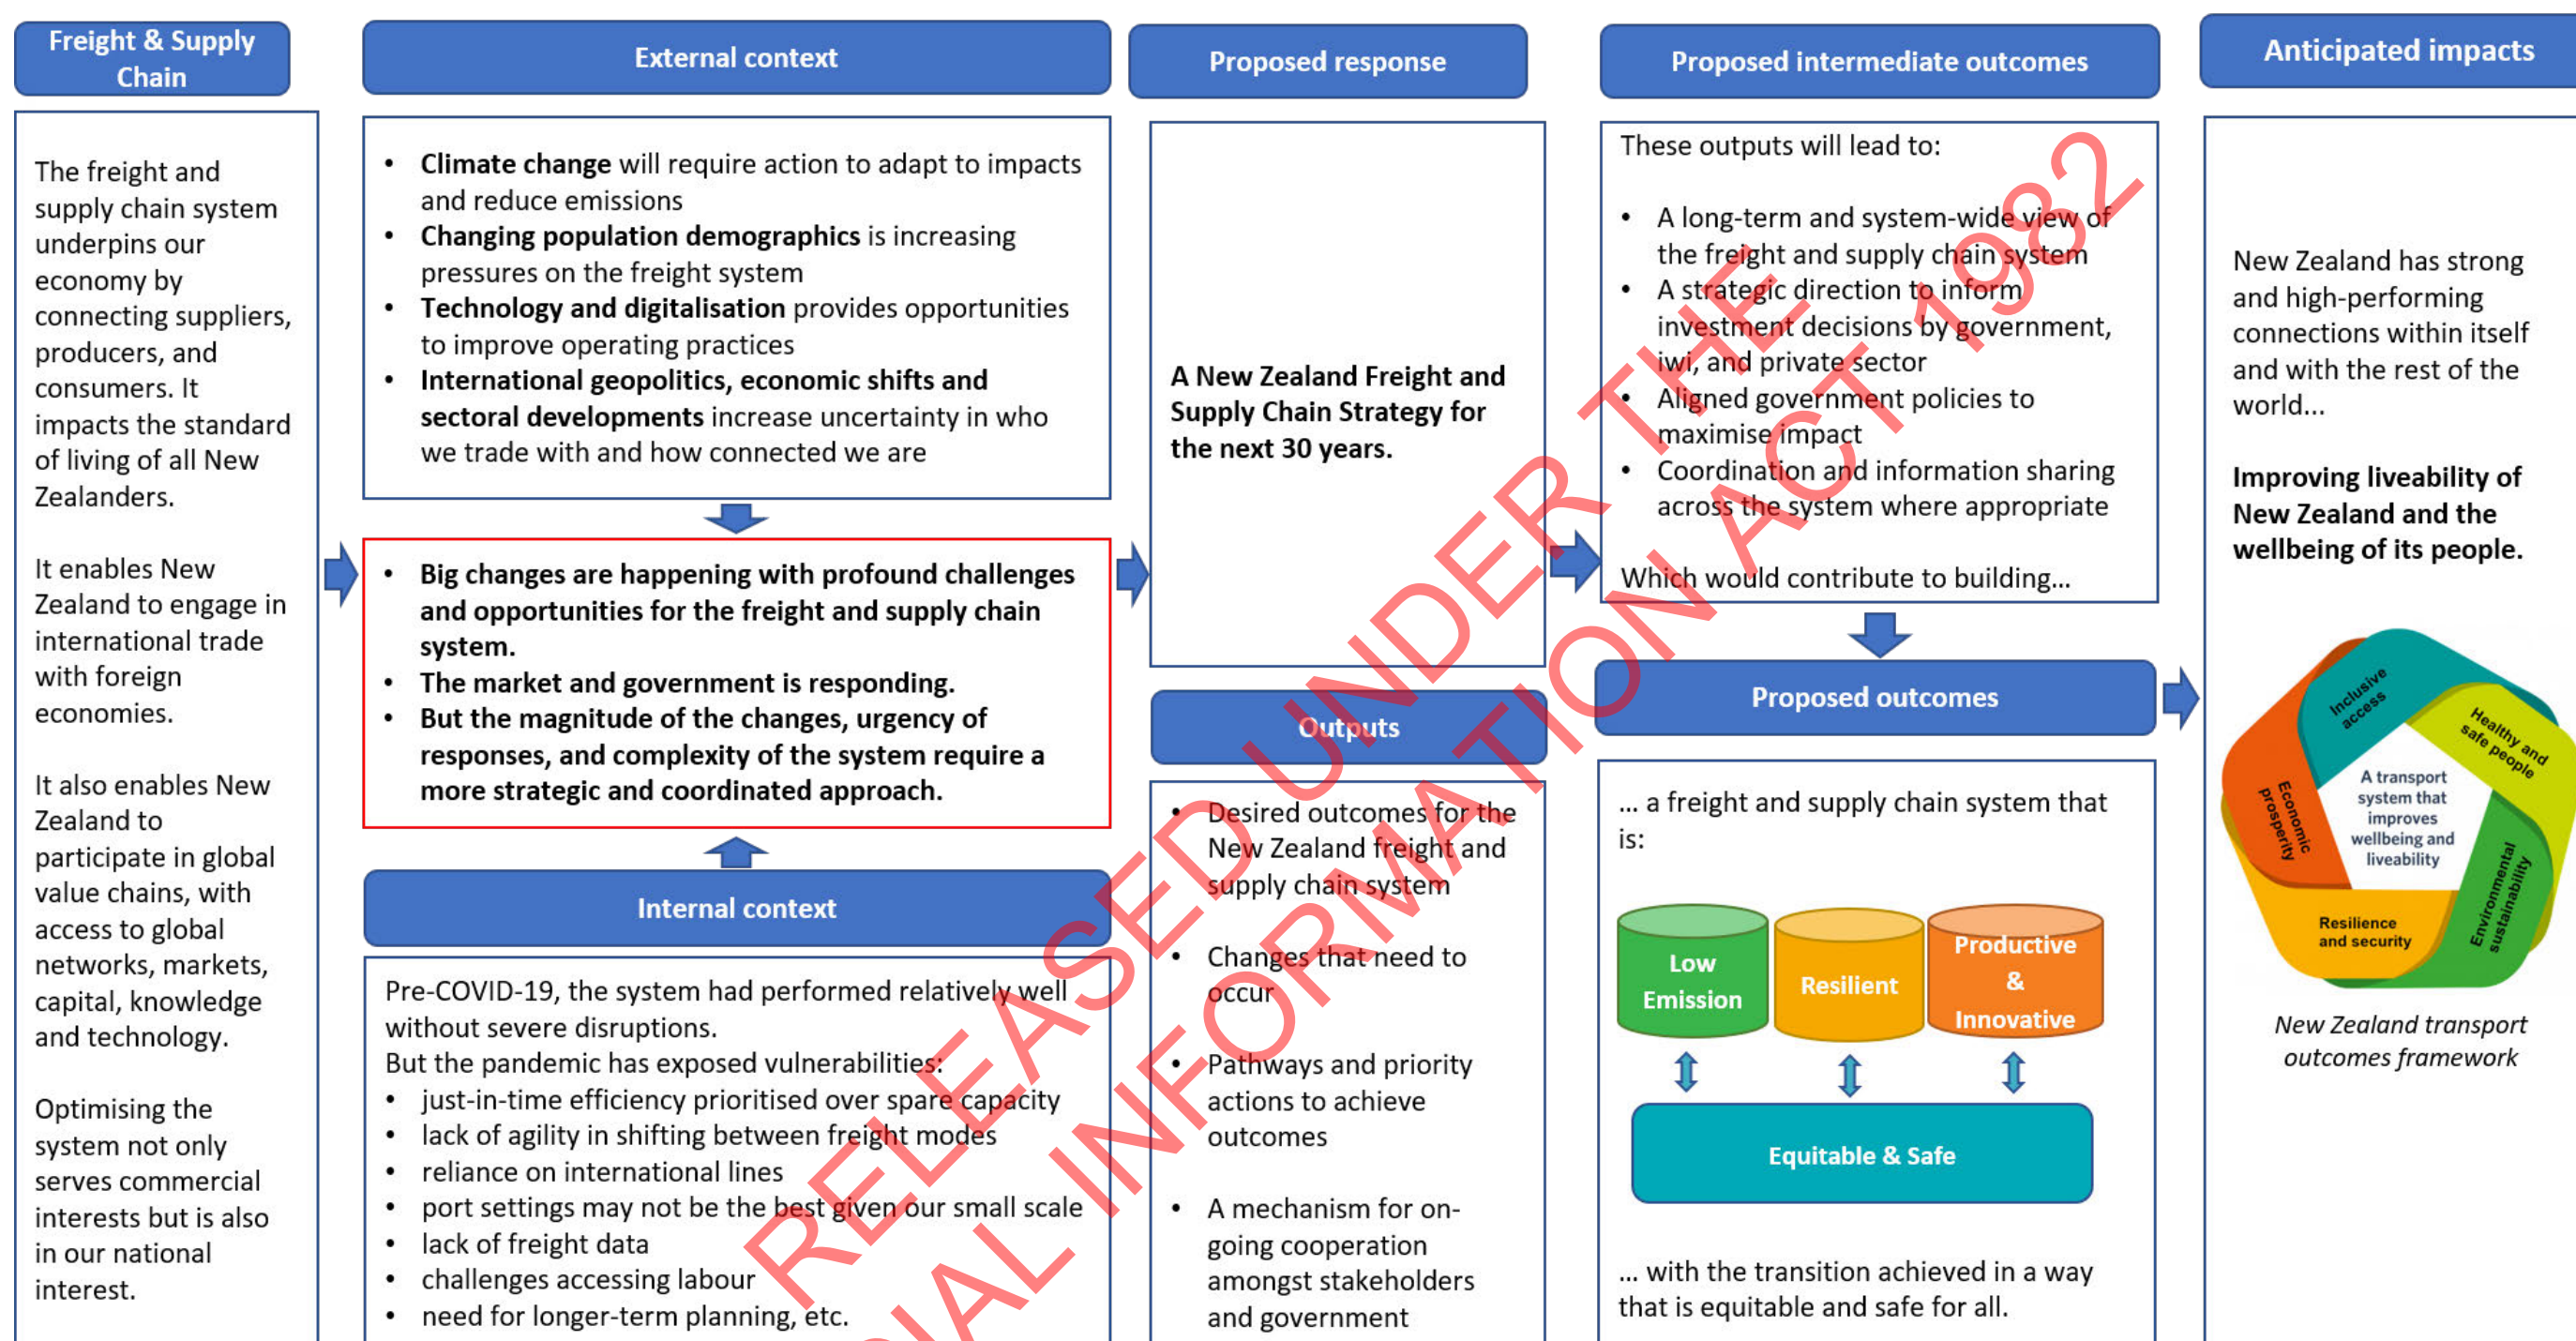 Freight & Supply
Chain
The freight and
supply chain system
underpins our
economy by
connecting suppliers,
producers, and
consumers. It
impacts the standard
of living of all New
Zealanders.
It enables New
Zealand to engage in
international trade
with foreign
economies.
It also enables New
Zealand to
participate in global
value chains, with
access to global
networks, markets,
capital, knowledge
and technology.
Optimising the
system not only
serves commercial
interests but is also
in our national
interest.
External context
• Climate change will require action to adapt to impacts
and reduce emissions
• Changing population demographics is increasing
pressures on the freight system
• Technology and digitalisation provides opportunities
to improve operating practices
• International geopolitics, economic shifts and
sectoral developments increase uncertainty in who
we trade with and how connected we are
• Big changes are happening with profound challenges
and opportunities for the freight and supply chain
system.
• The market and government is responding.
• But the magnitude of the changes, urgency of
responses, and complexity of the system require a
more strategic and coordinated approach.
Internal context
Pre-COVID-19, the system had performed relatively well
without severe disruptions.
But the pandemic has exposed vulnerabilities:
• just-in-time efficiency prioritised over spare capacity
• lack of agility in shifting between freight modes
• reliance on international lines
• port settings may not be the best given our small scale
• lack of freight data
• challenges accessing labour
• need for longer-term planning, etc.
Proposed response
A New Zealand Freight and
Supply Chain Strategy for
the next 30 years.
Outputs
• Desired outcomes for the
New Zealand freight and
supply chain system
• Changes that need to
occur
• Pathways and priority
actions to achieve
outcomes
• A mechanism for on-
going cooperation
amongst stakeholders
and government
Proposed intermediate outcomes
These outputs will lead to:
• A long-term and system-wide view of
the freight and supply chain system
• A strategic direction to inform
investment decisions by government,
iwi, and private sector
• Aligned government policies to
maximise impact
• Coordination and information sharing
across the system where appropriate
Which would contribute to building...
Proposed outcomes
... a freight and supply chain system that
is:
Low
Emission
Resilient
Productive
&
Innovative
Equitable & Safe
... with the transition achieved in a way
that is equitable and safe for all.
Anticipated impacts
New Zealand has strong
and high-performing
connections within itself
and with the rest of the
world...
Improving liveability of
New Zealand and the
wellbeing of its people.
Inclusive
access
Healthy and
safe people
Environmental
sustainability
Resilience
and security
Economic
prosperity
A transport
system that
improves
wellbeing and
liveability
New Zealand transport
outcomes framework
RELEASED UNDER THE
INFORMATION ACT 1982